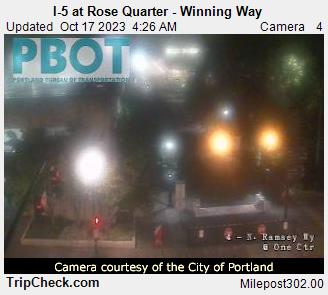 I-5 at Rose Quarter - Winning Way
Updated Oct 17 2023 4:26 AM Camera 4
PBOT
PORTLAND BUREAU OF TRANSPORTATION
4 - N. Ramsey Wy
@ One Ctr
Camera courtesy of the City of Portland
TripCheck.com Milepost302.00